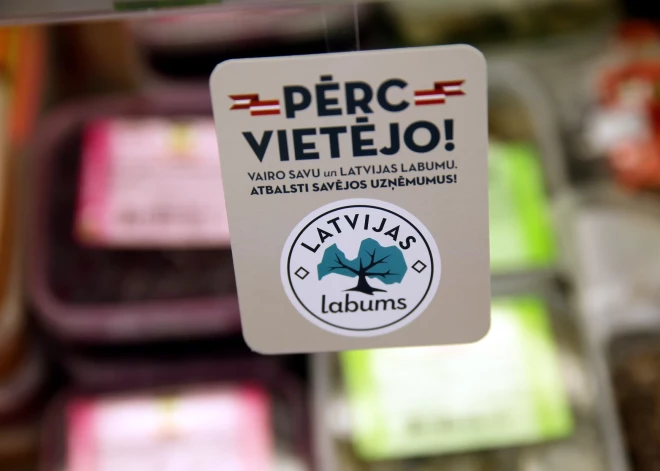 PĒRC
VIETĒJO!
VAIRO SAVU un LATVIJAS LABUMU.
ATBALSTI SAVĒJOS UZŅĒMUMUS!
LATVIJAS
labums